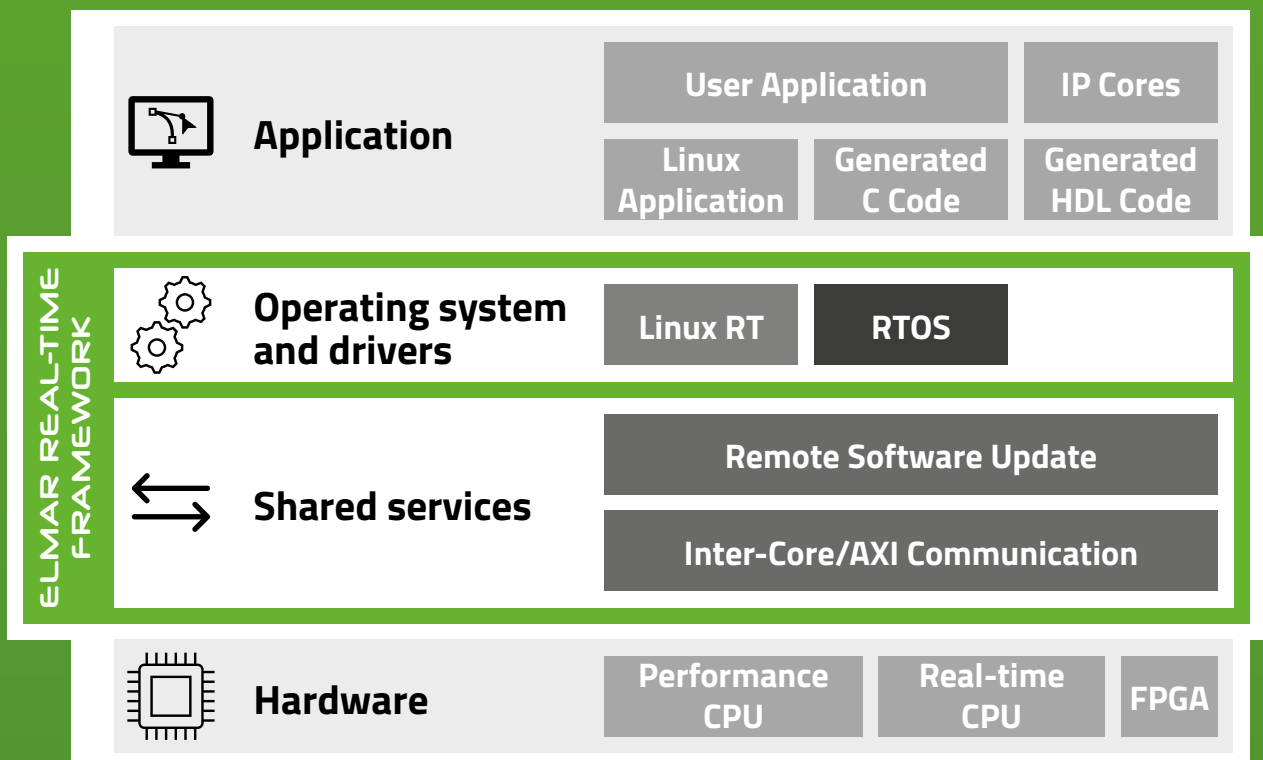 User Application
IP Cores
Application
Linux
Application
Generated
C Code
Generated
HDL Code
ELMAR REAL-TIME
FRAMEWORK
Operating system
and drivers
Linux RT
RTOS
Shared services
Remote Software Update
Inter-Core/AXI Communication
Hardware
Performance
CPU
Real-time
CPU
FPGA